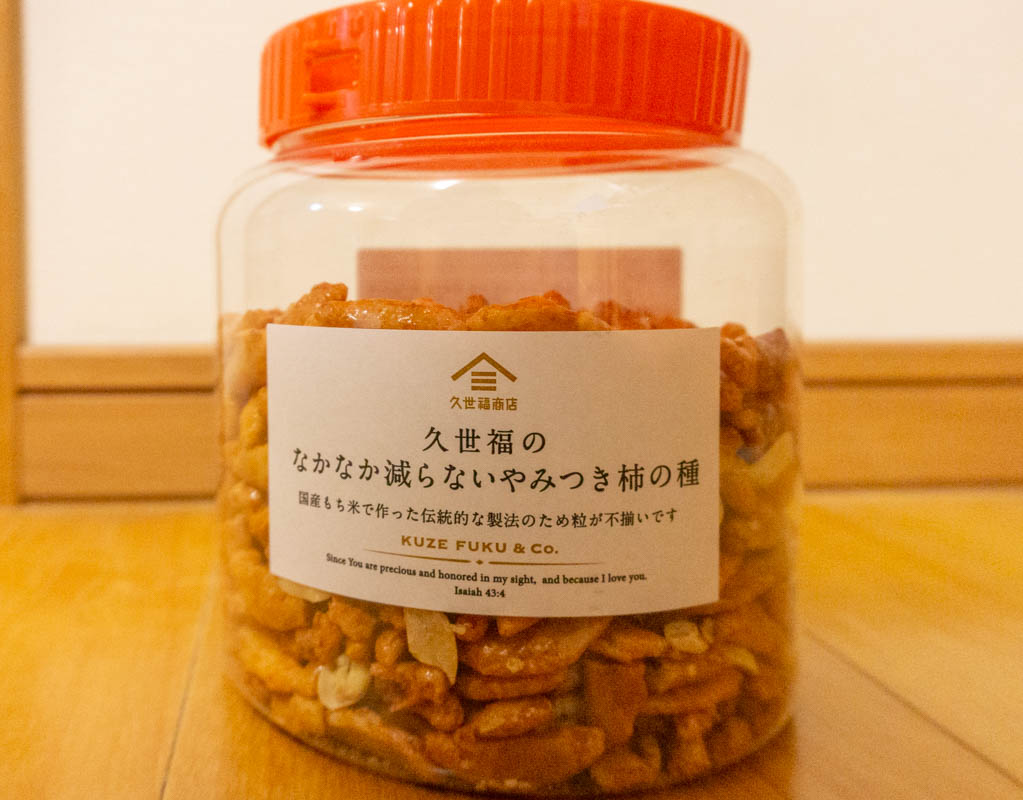 久世福商店
久世福の
なかなか減らないやみつき柿の種
国産もち米で作った伝統的な製法のため粒が不揃いです
KUZE FUKU & Co.
Since You are precious and honored in my sight, and because I love you.
Isaiah 43:4